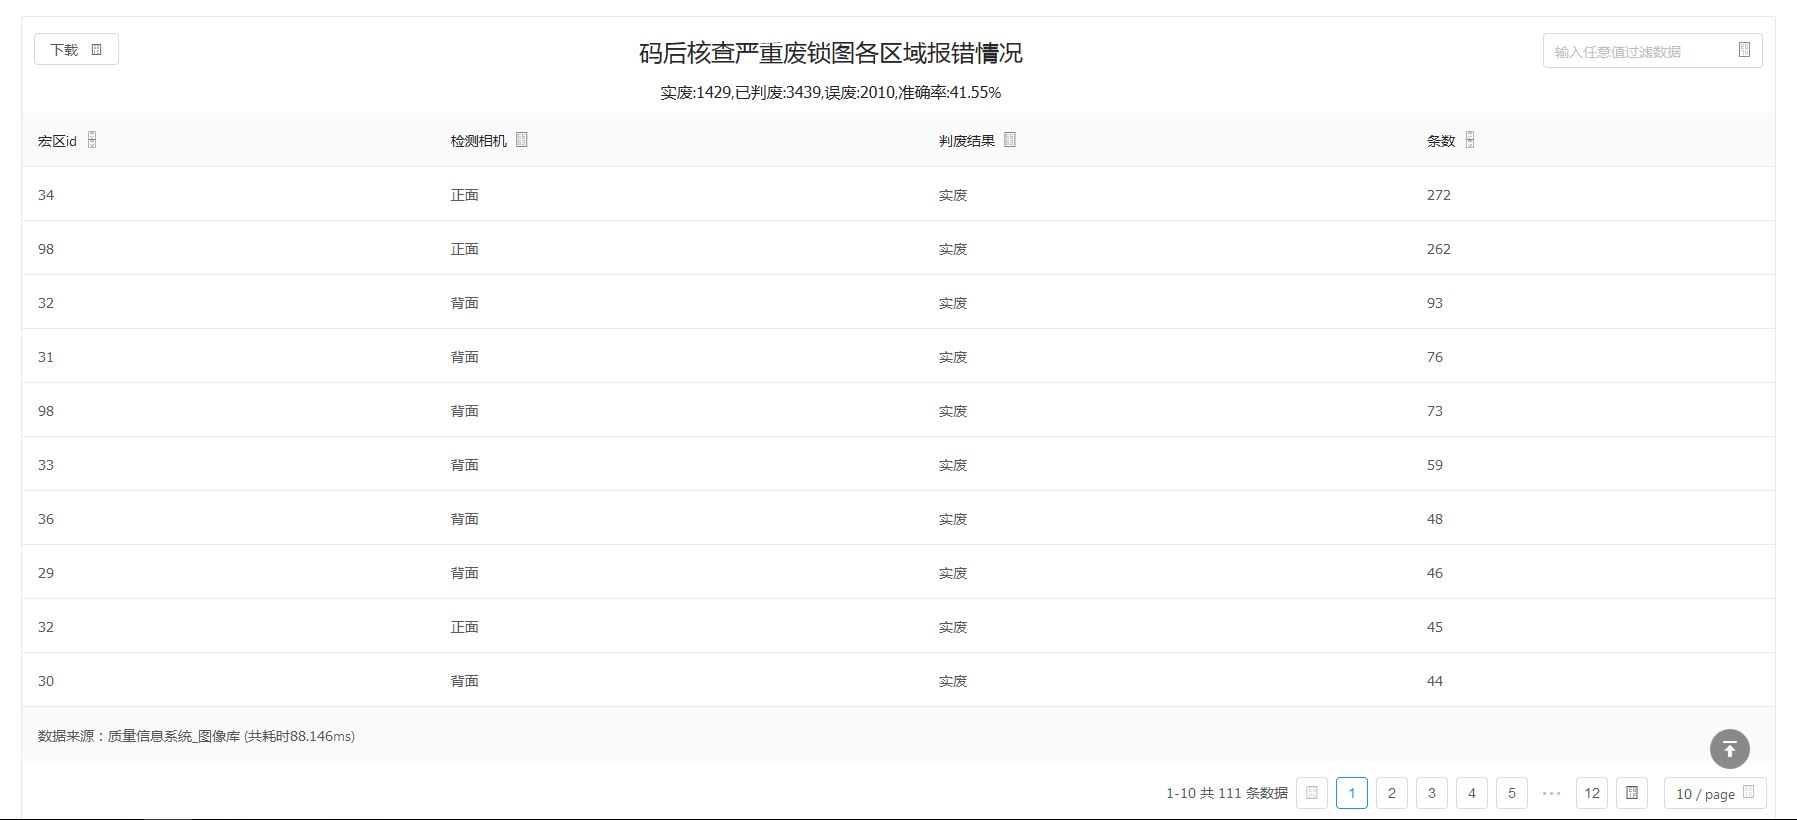 下载
码后核查严重废锁图各区域报错情况
输入任意值过滤数据
实废:1429,已判废:3439,误废:2010,准确率:41.55%
宏区id 检测相机 判废结果 条数
34 正面 实废 272
98 正面 实废 262
32 背面 实废 93
31 背面 实废 76
98 背面 实废 73
33 背面 实废 59
36 背面 实废 48
29 背面 实废 46
32 正面 实废 45
30 背面 实废 44
数据来源：质量信息系统_图像库 (共耗时88.146ms)
1-10 共 111 条数据 1 2 3 4 5 ••• 12 10 / page